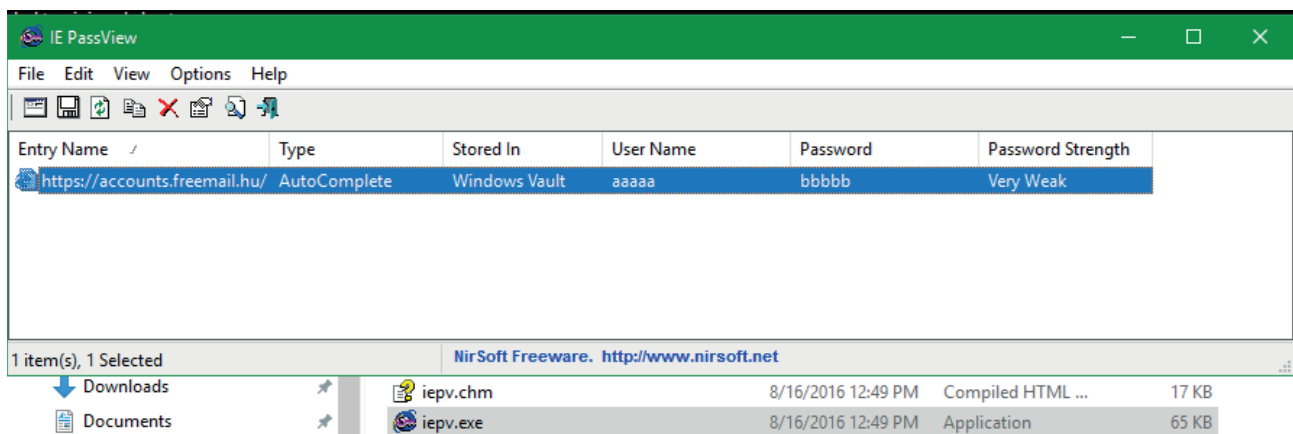 IE PassView
File Edit View Options Help
Entry Name Type Stored In User Name Password Password Strength
https://accounts.freemail.hu/ AutoComplete Windows Vault aaaaa bbbbb Very Weak
1 item(s), 1 Selected NirSoft Freeware. http://www.nirsoft.net
Downloads iepv.chm 8/16/2016 12:49 PM Compiled HTML ... 17 KB
Documents iepv.exe 8/16/2016 12:49 PM Application 65 KB